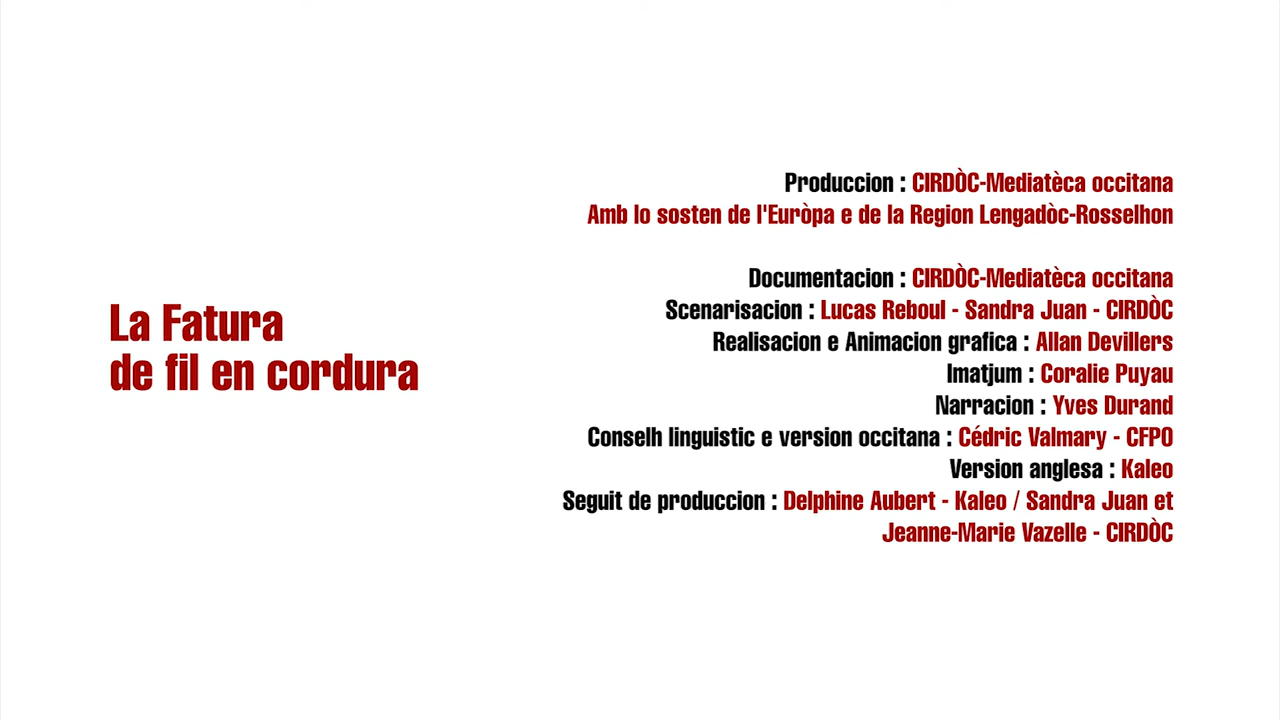 La Fatura
de fil en cordura
Produccion : CIRDÒC-Mediatèca occitana
Amb lo sosten de l'Euròpa e de la Region Lengadòc-Rosselhon
Documentacion : CIRDÒC-Mediatèca occitana
Scenarisacion : Lucas Reboul - Sandra Juan - CIRDÒC
Realisacion e Animacion grafica : Allan Devillers
Imatjum : Coralie Puyau
Narracion : Yves Durand
Conselh linguistic e version occitana : Cédric Valmary - CFPO
Version anglesa : Kaleo
Seguit de produccion : Delphine Aubert - Kaleo / Sandra Juan et
Jeanne-Marie Vazelle - CIRDÒC